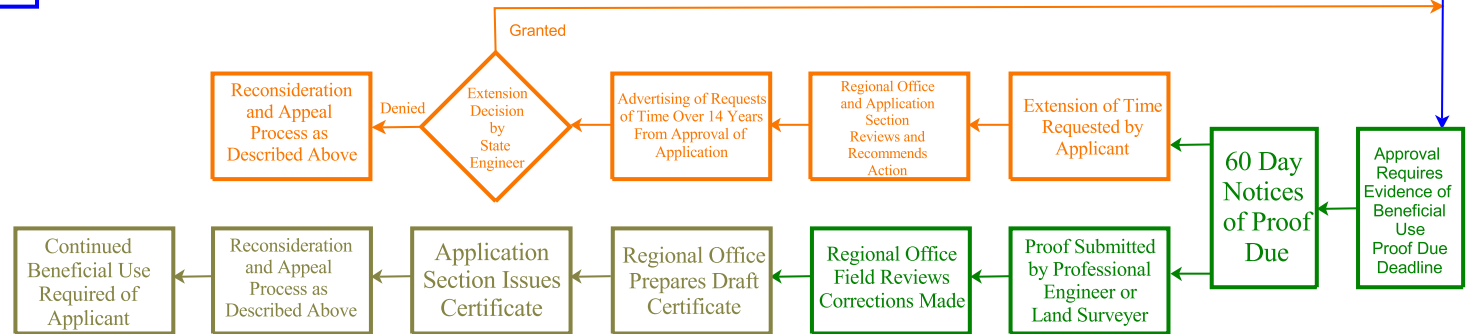 Granted
Reconsideration
and Appeal
Process as
Described Above
Denied
Extension
Decision
by
State
Engineer
Advertising of Requests
of Time Over 14 Years
From Approval of
Application
Regional Office
and Application
Section
Reviews and
Recommends
Action
Extension of Time
Requested by
Applicant
60 Day
Notices
of Proof
Due
Approval
Requires
Evidence of
Beneficial
Use
Proof Due
Deadline
Continued
Beneficial Use
Required of
Applicant
Reconsideration
and Appeal
Process as
Described Above
Application
Section Issues
Certificate
Regional Office
Prepares Draft
Certificate
Regional Office
Field Reviews
Corrections Made
Proof Submitted
by Professional
Engineer or
Land Surveyer